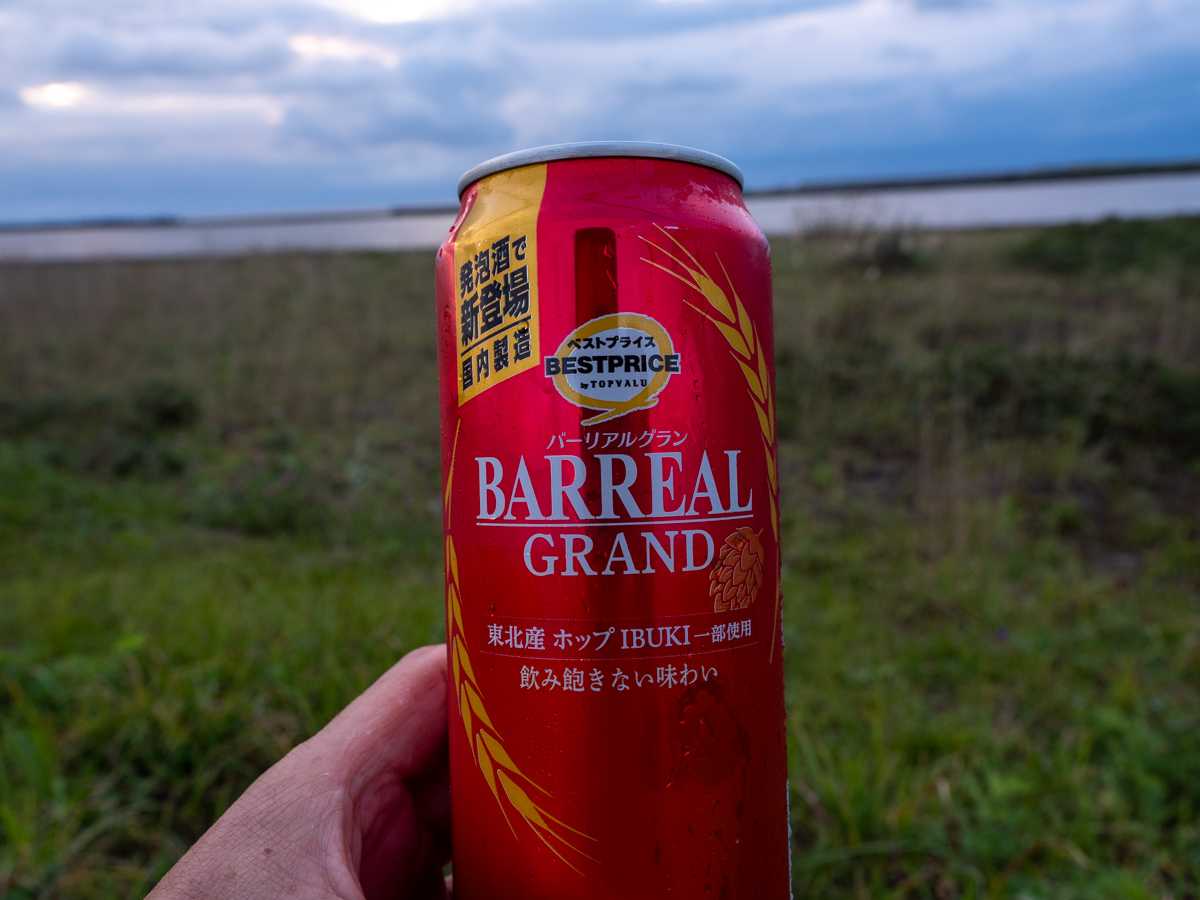 発泡酒で
新登場
国内製造
ベストプライス
BESTPRICE
by TOPVALU
バーリアルグラン
BARREAL
GRAND
東北産 ホップ IBUKI 一部使用
飲み飽きない味わい